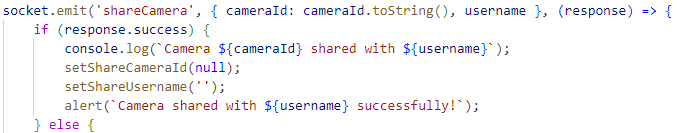 socket.emit('shareCamera', { cameraId: cameraId.toString(), username }, (response) => {
if (response.success) {
console.log(`Camera ${cameraId} shared with ${username}`);
setShareCameraId(null);
setShareUsername('');
alert(`Camera shared with ${username} successfully!`);
} else {